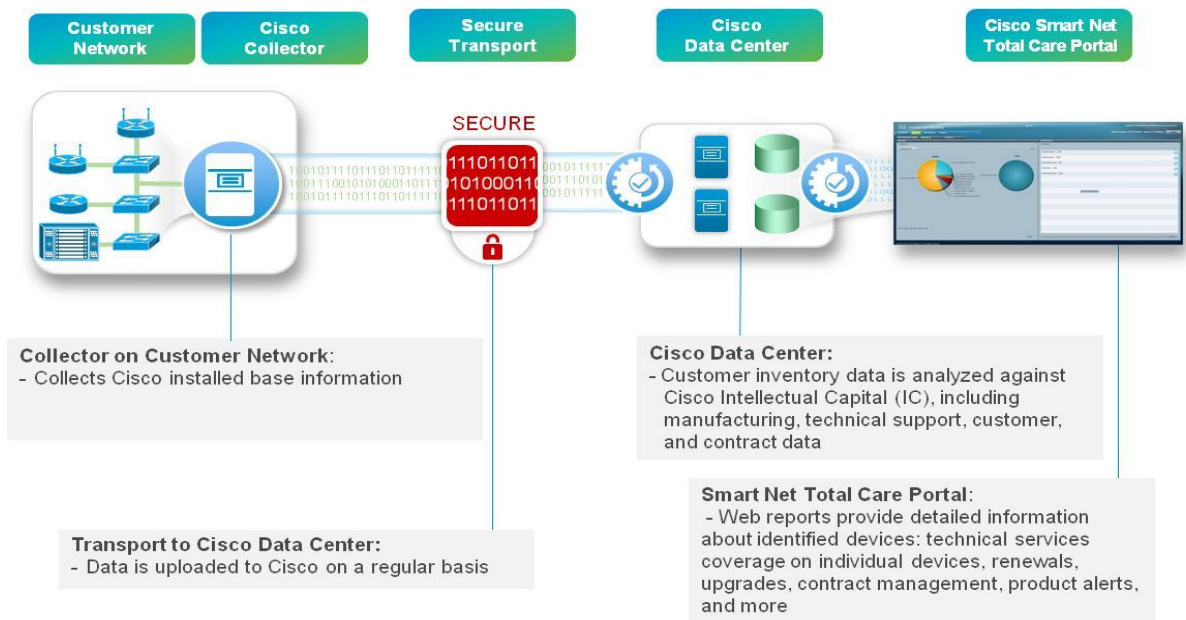 Customer
Network
Cisco
Collector
Secure
Transport
Cisco
Data Center
Cisco Smart Net
Total Care Portal
SECURE
111011011
010100011
111011011
Collector on Customer Network:
- Collects Cisco installed base information
Transport to Cisco Data Center:
- Data is uploaded to Cisco on a regular basis
Cisco Data Center:
- Customer inventory data is analyzed against
Cisco Intellectual Capital (IC), including
manufacturing, technical support, customer,
and contract data
Smart Net Total Care Portal:
- Web reports provide detailed information
about identified devices: technical services
coverage on individual devices, renewals,
upgrades, contract management, product alerts,
and more